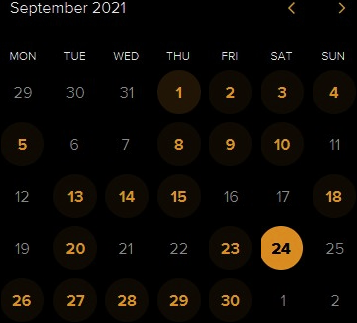 September 2021
MON TUE WED THU FRI SAT SUN
29 30 31 1 2 3 4
5 6 7 8 9 10 11
12 13 14 15 16 17 18
19 20 21 22 23 24 25
26 27 28 29 30 1 2